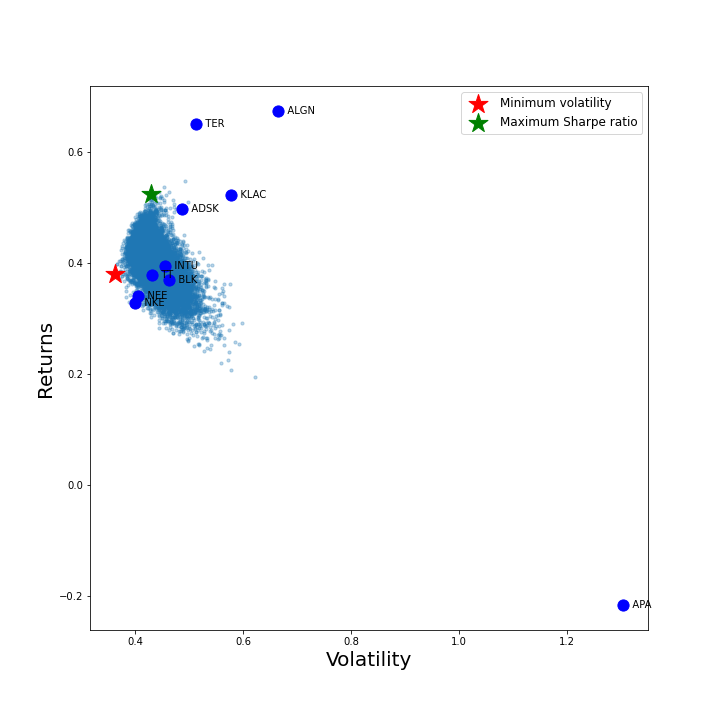 Minimum volatility
Maximum Sharpe ratio
ALGN
TER
KLAC
ADSK
INTU
BLK
NEE
NKE
APA
0.6
0.4
0.2
0.0
−0.2
Returns
0.4
0.6
0.8
1.0
1.2
Volatility